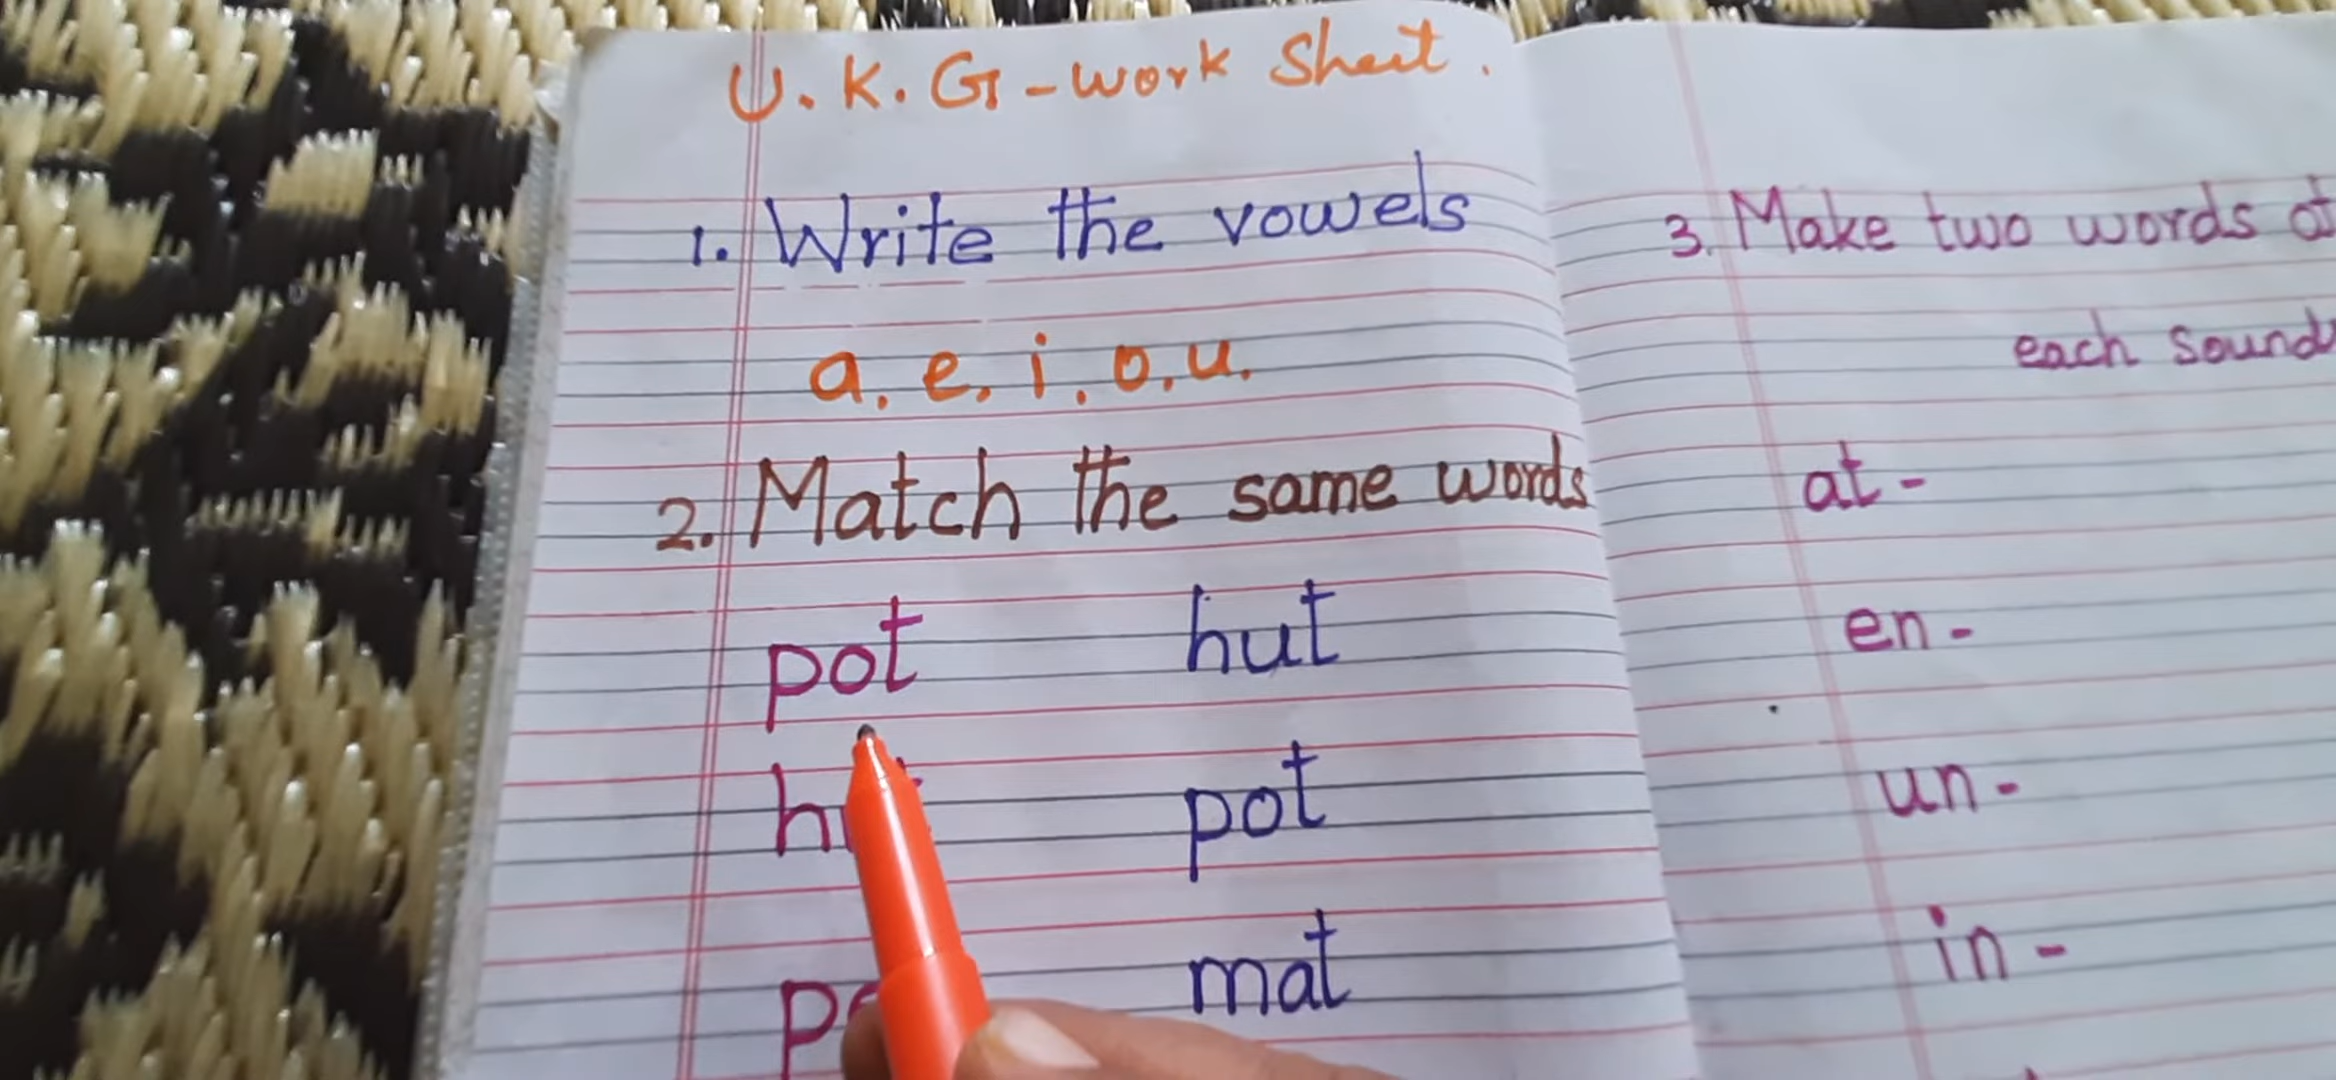 U.K.G - work Sheet.
1. Write the vowels
a, e, i, o, u.
2. Match the same words
pot hut
pot
mat
3. Make two words
each sound
at -
en -
un -
in -